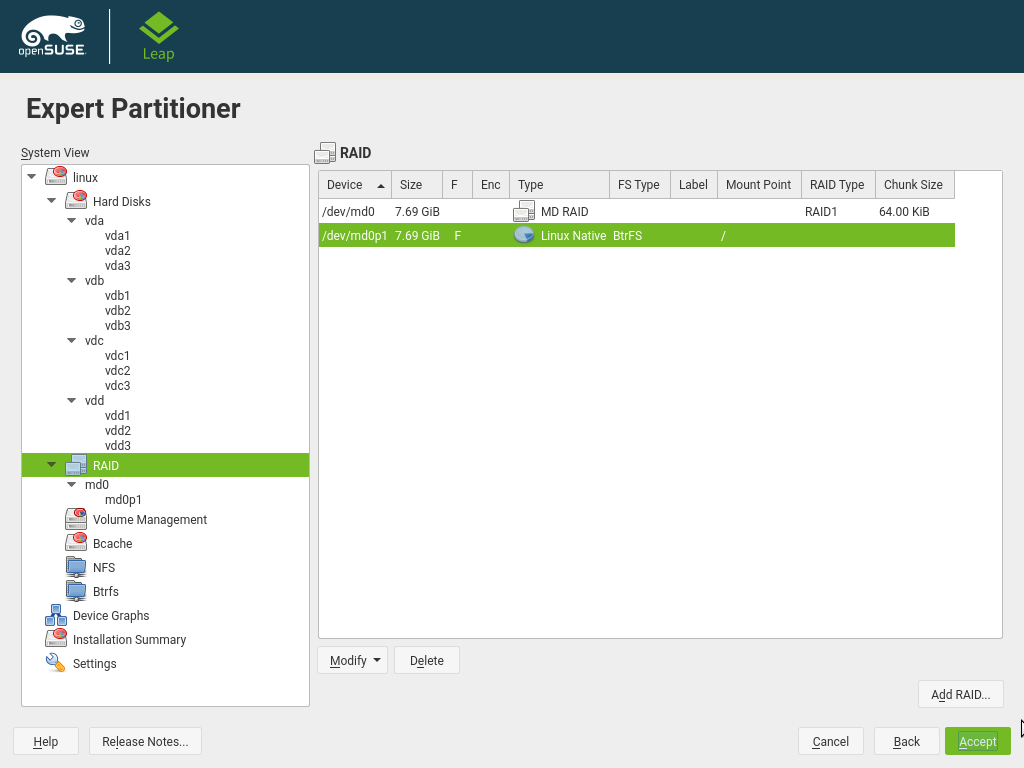 openSUSE
Leap
Expert Partitioner
System View
linux
Hard Disks
vda
vda1
vda2
vda3
vdb
vdb1
vdb2
vdb3
vdc
vdc1
vdc2
vdc3
vdd
vdd1
vdd2
vdd3
RAID
md0
md0p1
Volume Management
Bcache
NFS
Btrfs
Device Graphs
Installation Summary
Settings
RAID
Device Size F Enc Type FS Type Label Mount Point RAID Type Chunk Size
/dev/md0 7.69 GiB MD RAID RAID1 64.00 KiB
/dev/md0p1 7.69 GiB F Linux Native BtrFS /
Modify Delete
Add RAID...
Help Release Notes... Cancel Back Accept